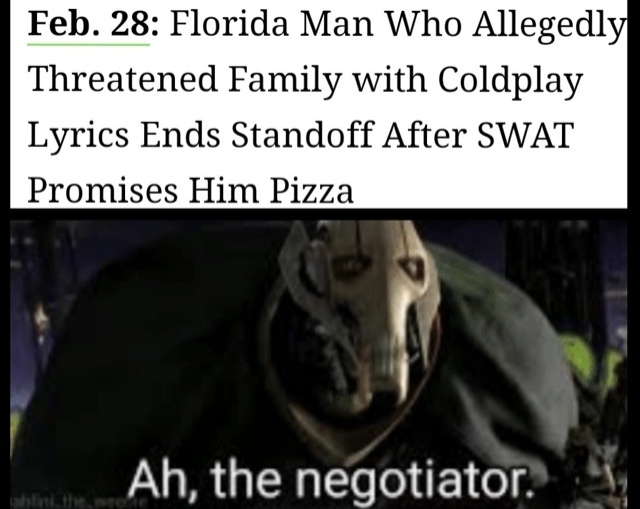 Feb. 28: Florida Man Who Allegedly
Threatened Family with Coldplay
Lyrics Ends Standoff After SWAT
Promises Him Pizza
Ah, the negotiator.